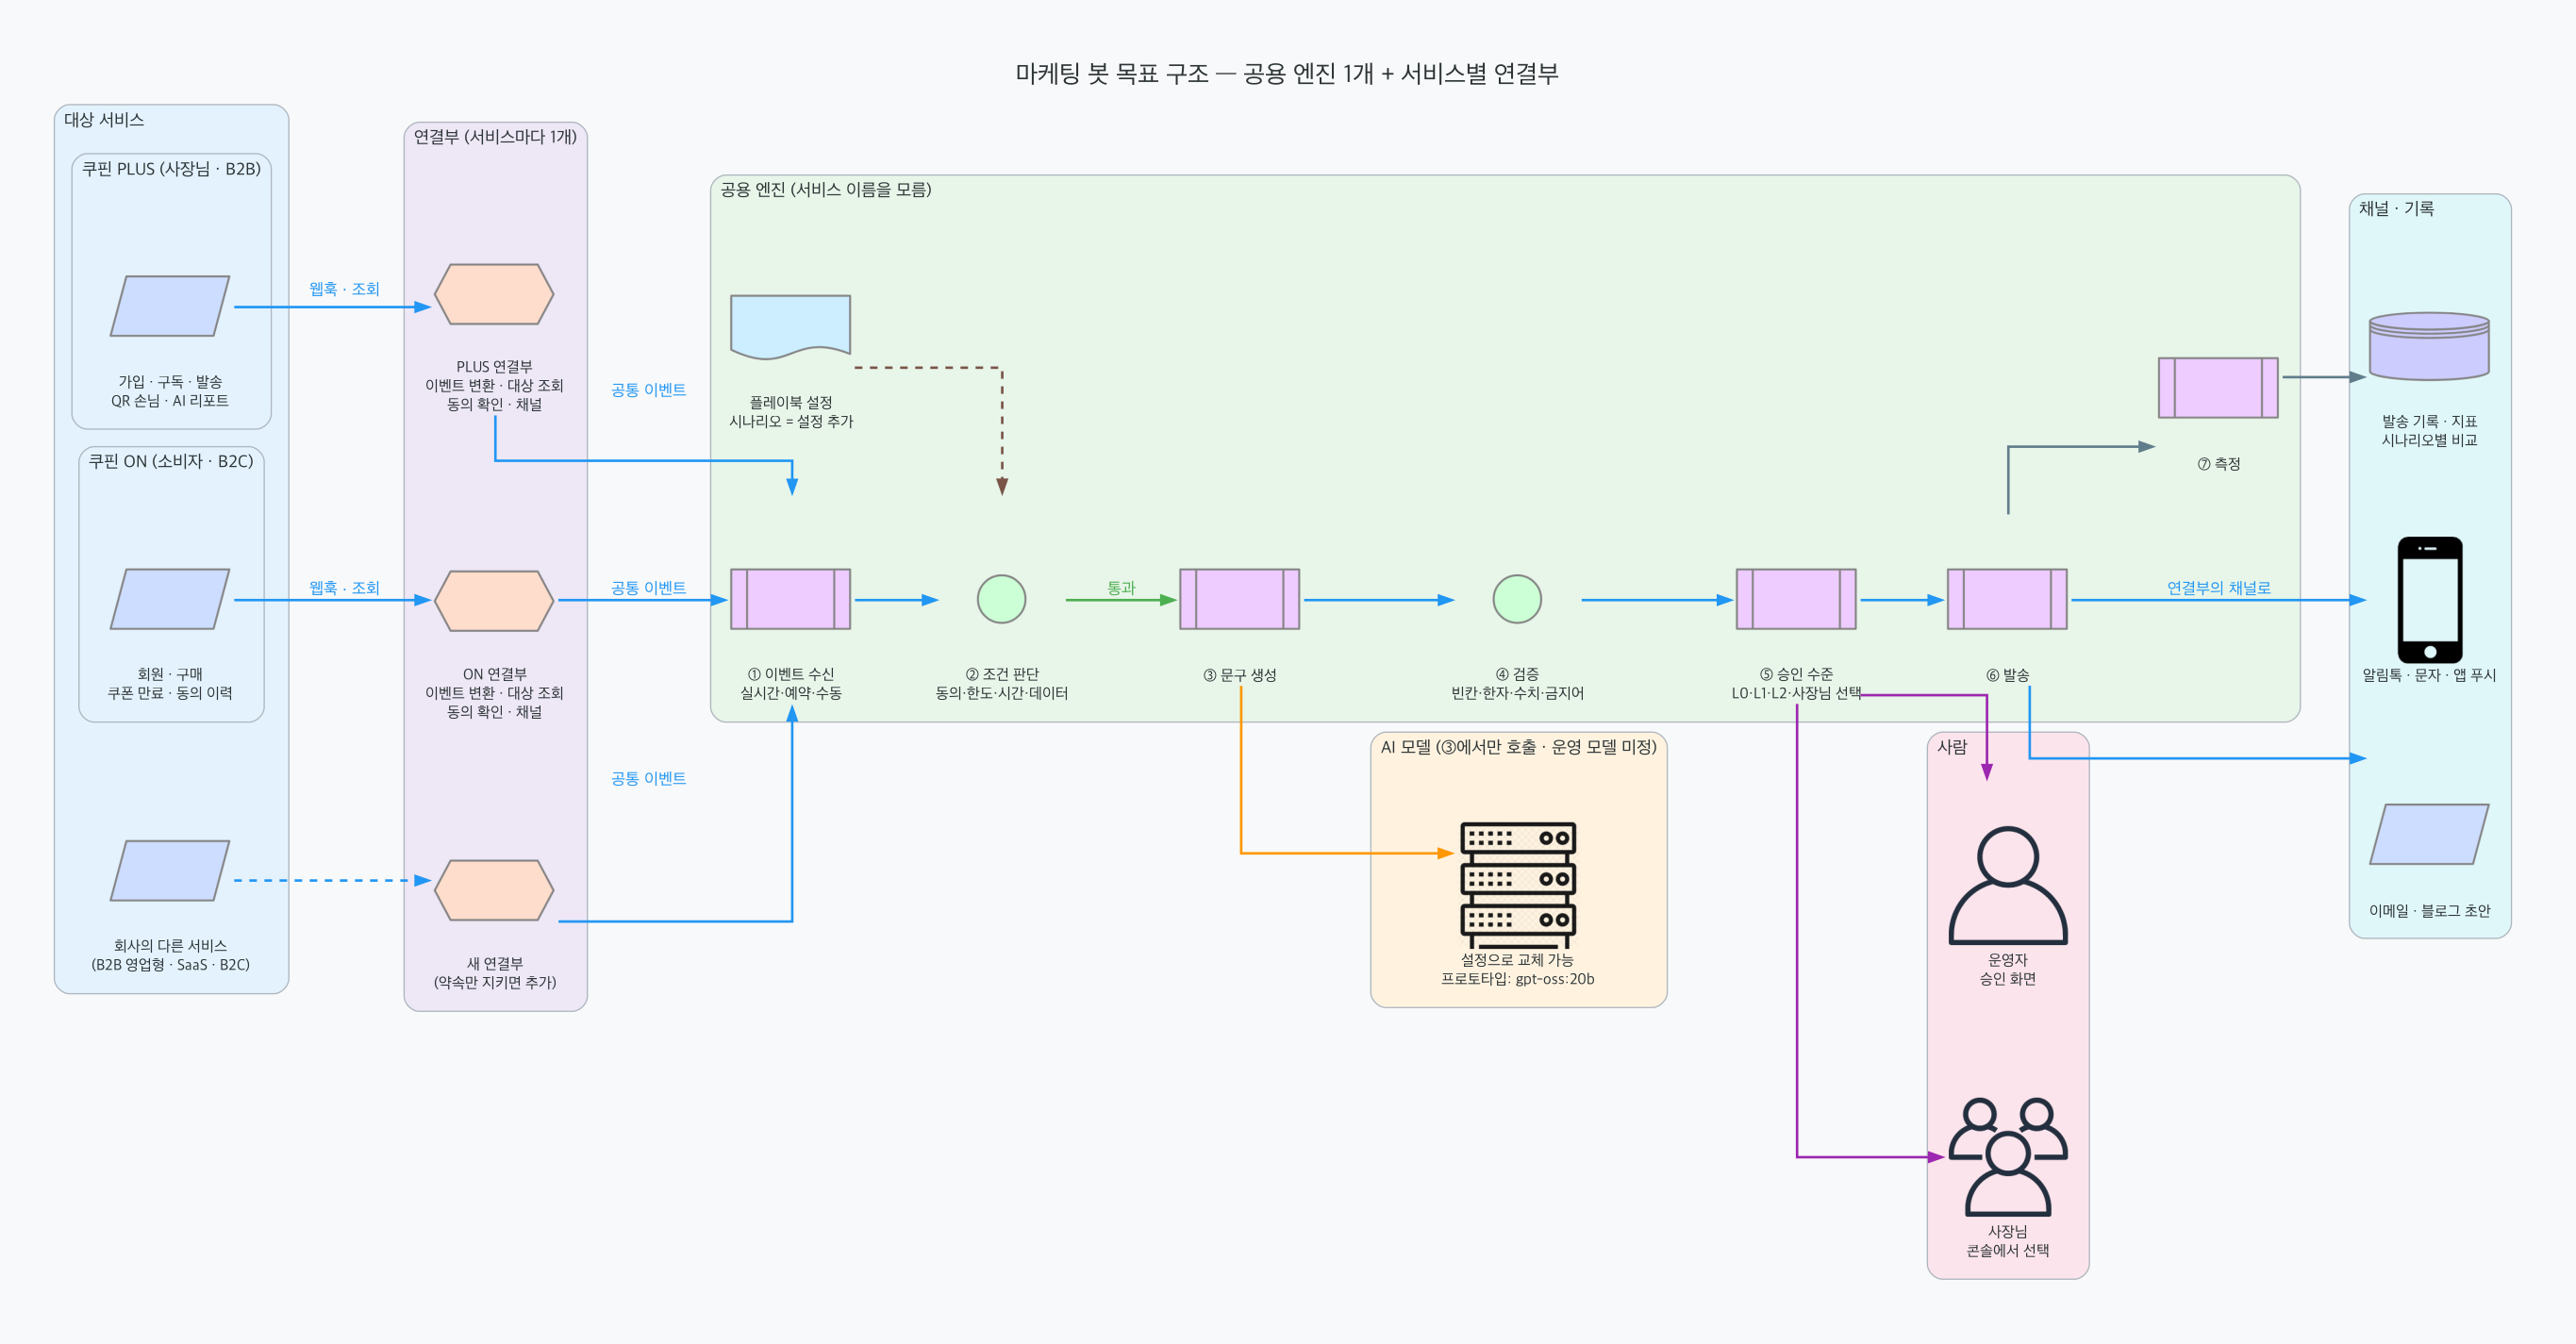 마케팅 봇 목표 구조 — 공용 엔진 1개 + 서비스별 연결부
대상 서비스
쿠핀 PLUS (사장님 · B2B)
가입 · 구독 · 발송
QR 손님 · AI 리포트
쿠핀 ON (소비자 · B2C)
회원 · 구매
쿠폰 만료 · 동의 이력
회사의 다른 서비스
(B2B 영업형 · SaaS · B2C)
웹훅 · 조회
웹훅 · 조회
연결부 (서비스마다 1개)
PLUS 연결부
이벤트 변환 · 대상 조회
동의 확인 · 채널
ON 연결부
이벤트 변환 · 대상 조회
동의 확인 · 채널
새 연결부
(약속만 지키면 추가)
공통 이벤트
공통 이벤트
공통 이벤트
공용 엔진 (서비스 이름을 모름)
플레이북 설정
시나리오 = 설정 추가
① 이벤트 수신
실시간·예약·수동
② 조건 판단
동의·한도·시간·데이터
통과
③ 문구 생성
④ 검증
빈칸·한자·수치·금지어
⑤ 승인 수준
L0·L1·L2·사장님 선택
⑥ 발송
⑦ 측정
연결부의 채널로
AI 모델 (③에서만 호출 · 운영 모델 미정)
설정으로 교체 가능
프로토타입: gpt-oss:20b
사람
운영자
승인 화면
사장님
콘솔에서 선택
채널 · 기록
발송 기록 · 지표
시나리오별 비교
알림톡 · 문자 · 앱 푸시
이메일 · 블로그 초안